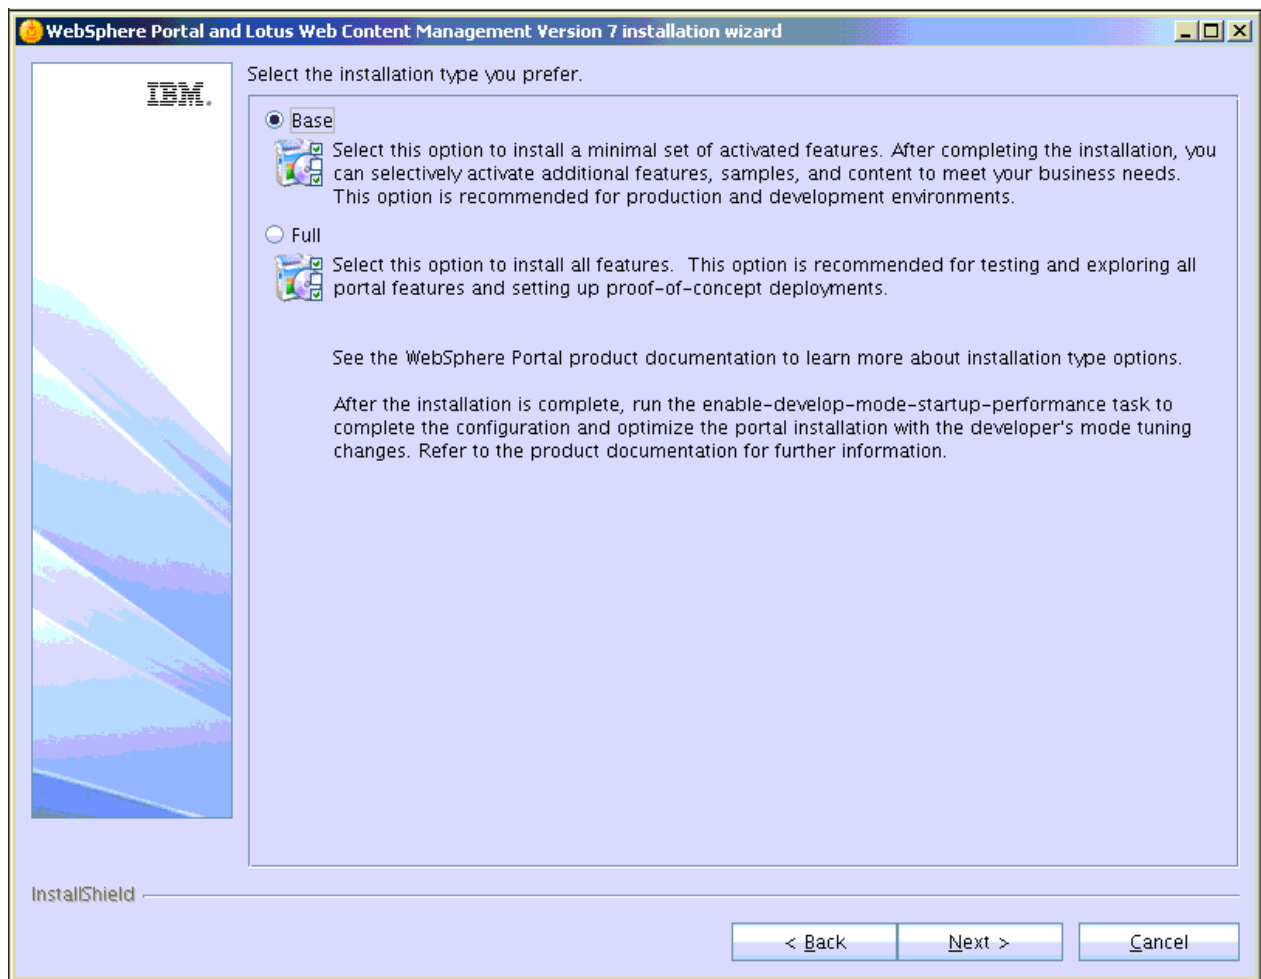 WebSphere Portal and Lotus Web Content Management Version 7 installation wizard
IBM.
Select the installation type you prefer.
Base
Select this option to install a minimal set of activated features. After completing the installation, you
can selectively activate additional features, samples, and content to meet your business needs.
This option is recommended for production and development environments.
Full
Select this option to install all features.  This option is recommended for testing and exploring all
portal features and setting up proof-of-concept deployments.
See the WebSphere Portal product documentation to learn more about installation type options.
After the installation is complete, run the enable-develop-mode-startup-performance task to
complete the configuration and optimize the portal installation with the developer's mode tuning
changes. Refer to the product documentation for further information.
InstallShield
< Back
Next >
Cancel